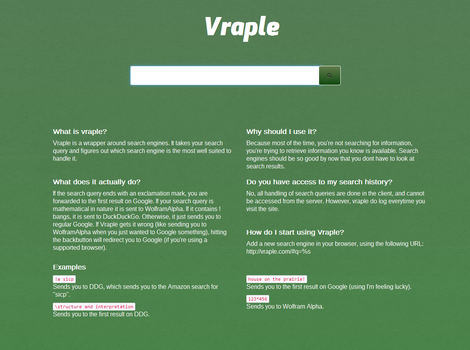 Vraple
What is vraple?
Vraple is a wrapper around search engines. It takes your search
query and figures out which search engine is the most well suited to
handle it.
Why should I use it?
Because most of the time, you're not searching for information,
you're trying to retrieve information you know is available. Search
engines should be so good by now that you dont have to look at
search results.
What does it actually do?
If the search query ends with an exclamation mark, you are
forwarded to the first result on Google. If your search query is
mathematical in nature it is sent to WolframAlpha. If it contains !
bangs, it is sent to DuckDuckGo. Otherwise, it just sends you to
regular Google. If Vraple gets it wrong (like sending you to
WolframAlpha when you just wanted to Google something), hitting
the backbutton will redirect you to Google (if you're using a
supported browser).
Do you have access to my search history?
No, all handling of search queries are done in the client, and cannot
be accessed from the server. However, vraple do log everytime you
visit the site.
How do I start using Vraple?
Add a new search engine in your browser, using the following URL:
http://vraple.com/#q=%s
Examples
!a sicp
Sends you to DDG, which sends you to the Amazon search for
"sicp".
\structure and interpretation
Sends you to the first result on DDG.
house on the prairie!
Sends you to the first result on Google (using I'm feeling lucky).
123*456
Sends you to Wolfram Alpha.